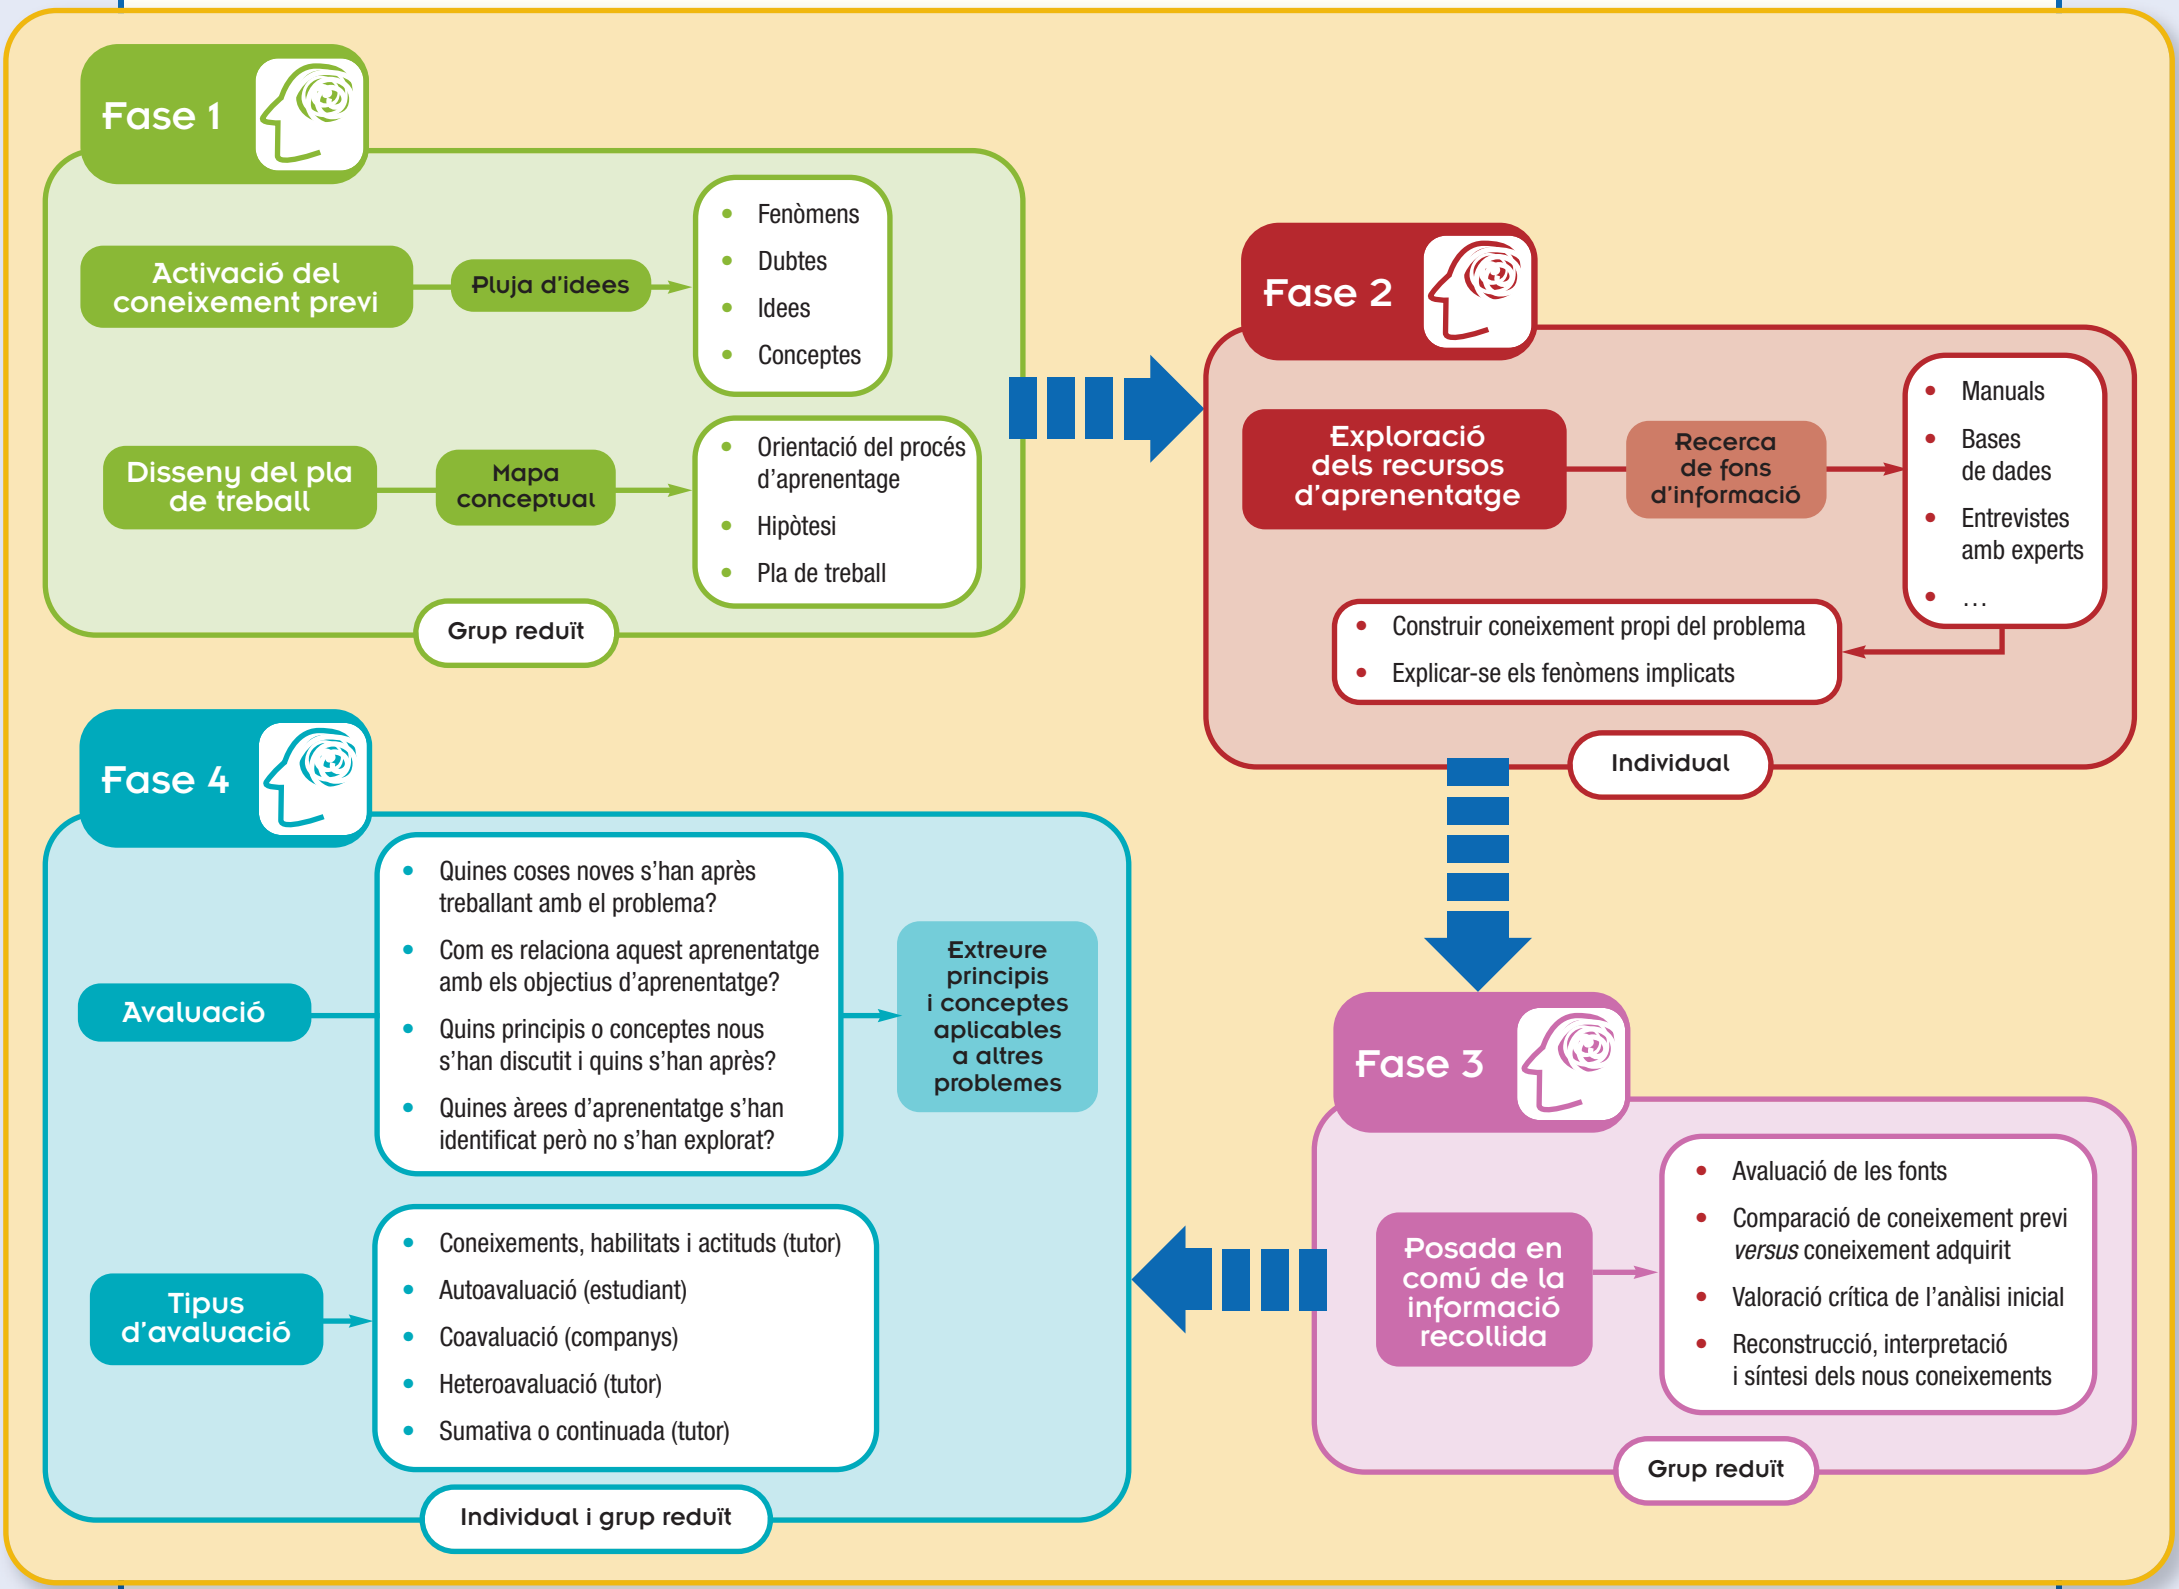 Fase 1
Activació del
coneixement previ
Pluja d'idees
• Fenòmens
• Dubtes
• Idees
• Conceptes
Disseny del pla
de treball
Mapa
conceptual
• Orientació del procés
d'aprenentage
• Hipòtesi
• Pla de treball
Grup reduït
Fase 2
Exploració
dels recursos
d'aprenentatge
Recerca
de fons
d'informació
• Manuals
• Bases
de dades
• Entrevistes
amb experts
• ...
• Construir coneixement propi del problema
• Explicar-se els fenòmens implicats
Individual
Fase 3
Posada en
comú de la
informació
recollida
• Avaluació de les fonts
• Comparació de coneixement previ
versus coneixement adquirit
• Valoració crítica de l'anàlisi inicial
• Reconstrucció, interpretació
i síntesi dels nous coneixements
Grup reduït
Fase 4
Avaluació
• Quines coses noves s'han après
treballant amb el problema?
• Com es relaciona aquest aprenentatge
amb els objectius d'aprenentatge?
• Quins principis o conceptes nous
s'han discutit i quins s'han après?
• Quines àrees d'aprenentatge s'han
identificat però no s'han explorat?
Extreure
principis
i conceptes
aplicables
a altres
problemes
Tipus
d'avaluació
• Coneixements, habilitats i actituds (tutor)
• Autoavaluació (estudiant)
• Coavaluació (companys)
• Heteroavaluació (tutor)
• Sumativa o continuada (tutor)
Individual i grup reduït